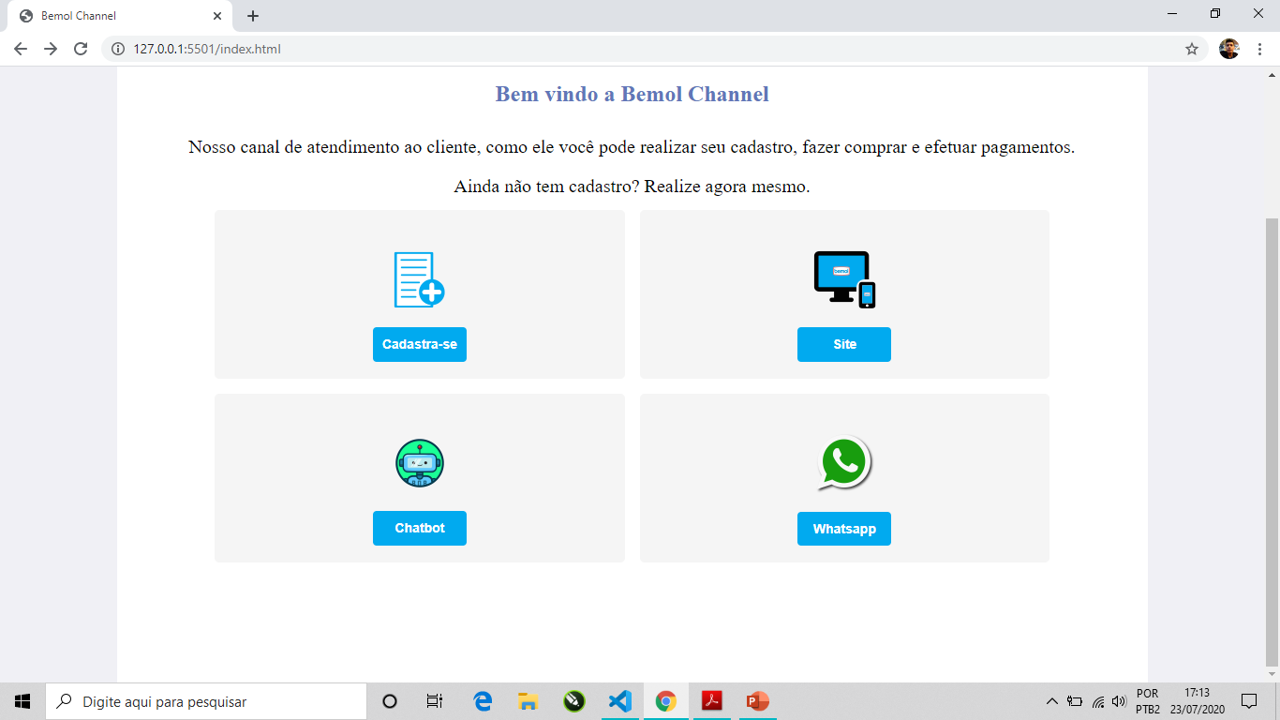 Bemol Channel
127.0.0.1:5501/index.html
Bem vindo a Bemol Channel
Nosso canal de atendimento ao cliente, como ele você pode realizar seu cadastro, fazer comprar e efetuar pagamentos.
Ainda não tem cadastro? Realize agora mesmo.
bemol
Cadastra-se
Site
Chatbot
Whatsapp
Digite aqui para pesquisar
POR
PTB2
17:13
23/07/2020